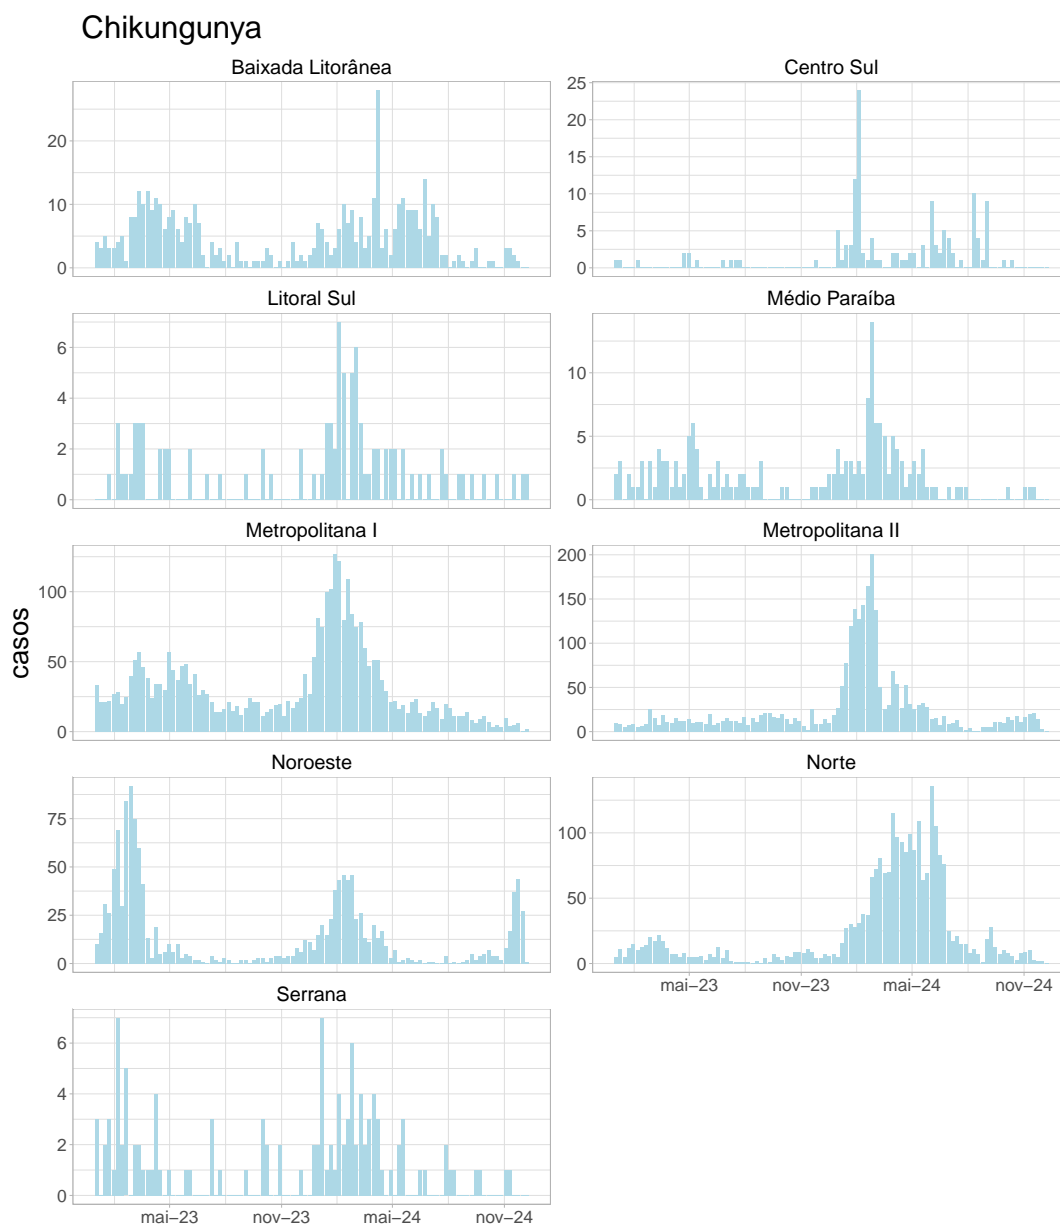 Chikungunya
Baixada Litorânea
Centro Sul
20
10
0
25
20
15
10
5
0
Litoral Sul
Médio Paraíba
6
4
2
0
10
5
0
Metropolitana I
Metropolitana II
casos
100
50
0
200
150
100
50
0
Noroeste
Norte
75
50
25
0
100
50
0
mai–23 nov–23 mai–24 nov–24
Serrana
6
4
2
0
mai–23 nov–23 mai–24 nov–24